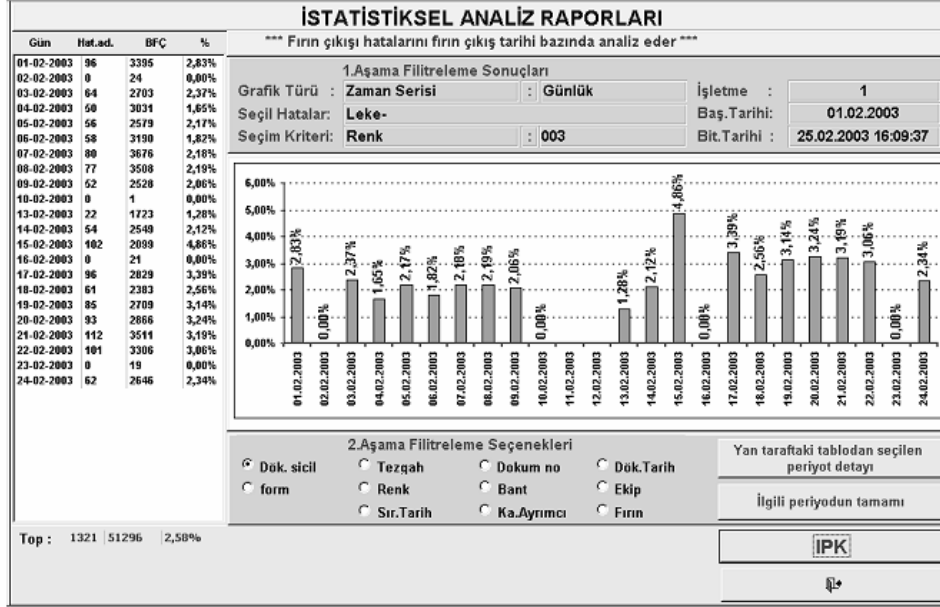 İSTATİSTİKSEL ANALİZ RAPORLARI
*** Fırın çıkışı hatalarını fırın çıkış tarihi bazında analiz eder ***
Gün Hat.ad. BFÇ %
01-02-2003 96 3395 2,83%
02-02-2003 0 24 0,00%
03-02-2003 64 2703 2,37%
04-02-2003 50 3031 1,65%
05-02-2003 56 2579 2,17%
06-02-2003 58 3190 1,82%
07-02-2003 80 3676 2,18%
08-02-2003 77 3508 2,19%
09-02-2003 52 2528 2,06%
10-02-2003 0 1 0,00%
13-02-2003 22 1723 1,28%
14-02-2003 54 2549 2,12%
15-02-2003 102 2099 4,86%
16-02-2003 0 21 0,00%
17-02-2003 96 2829 3,39%
18-02-2003 61 2383 2,56%
19-02-2003 85 2709 3,14%
20-02-2003 93 2866 3,24%
21-02-2003 112 3511 3,19%
22-02-2003 101 3306 3,06%
23-02-2003 0 19 0,00%
24-02-2003 62 2646 2,34%
Top : 1321 51296 2,58%
1.Aşama Filitreleme Sonuçları
Grafik Türü : Zaman Serisi : Günlük İşletme : 1
Seçil Hatalar: Leke- Baş.Tarihi: 01.02.2003
Seçim Kriteri: Renk : 003 Bit.Tarihi : 25.02.2003 16:09:37
6,00%
5,00%
4,00%
3,00%
2,00%
1,00%
0,00%
2,83% 0,00% 2,37% 1,65% 2,17% 1,82% 2,18% 2,19% 2,06% 0,00% 1,28% 2,12% 4,86% 0,00% 3,39% 2,56% 3,14% 3,24% 3,19% 3,06% 0,00% 2,34%
01.02.2003 02.02.2003 03.02.2003 04.02.2003 05.02.2003 06.02.2003 07.02.2003 08.02.2003 09.02.2003 10.02.2003 11.02.2003 12.02.2003 13.02.2003 14.02.2003 15.02.2003 16.02.2003 17.02.2003 18.02.2003 19.02.2003 20.02.2003 21.02.2003 22.02.2003 23.02.2003 24.02.2003
2.Aşama Filitreleme Seçenekleri
Dök. sicil Tezgah Dokum no Dök.Tarih
form Renk Bant Ekip
Sır.Tarih Ka.Ayrımcı Fırın
Yan taraftaki tablodan seçilen
periyot detayı
İlgili periyodun tamamı
IPK